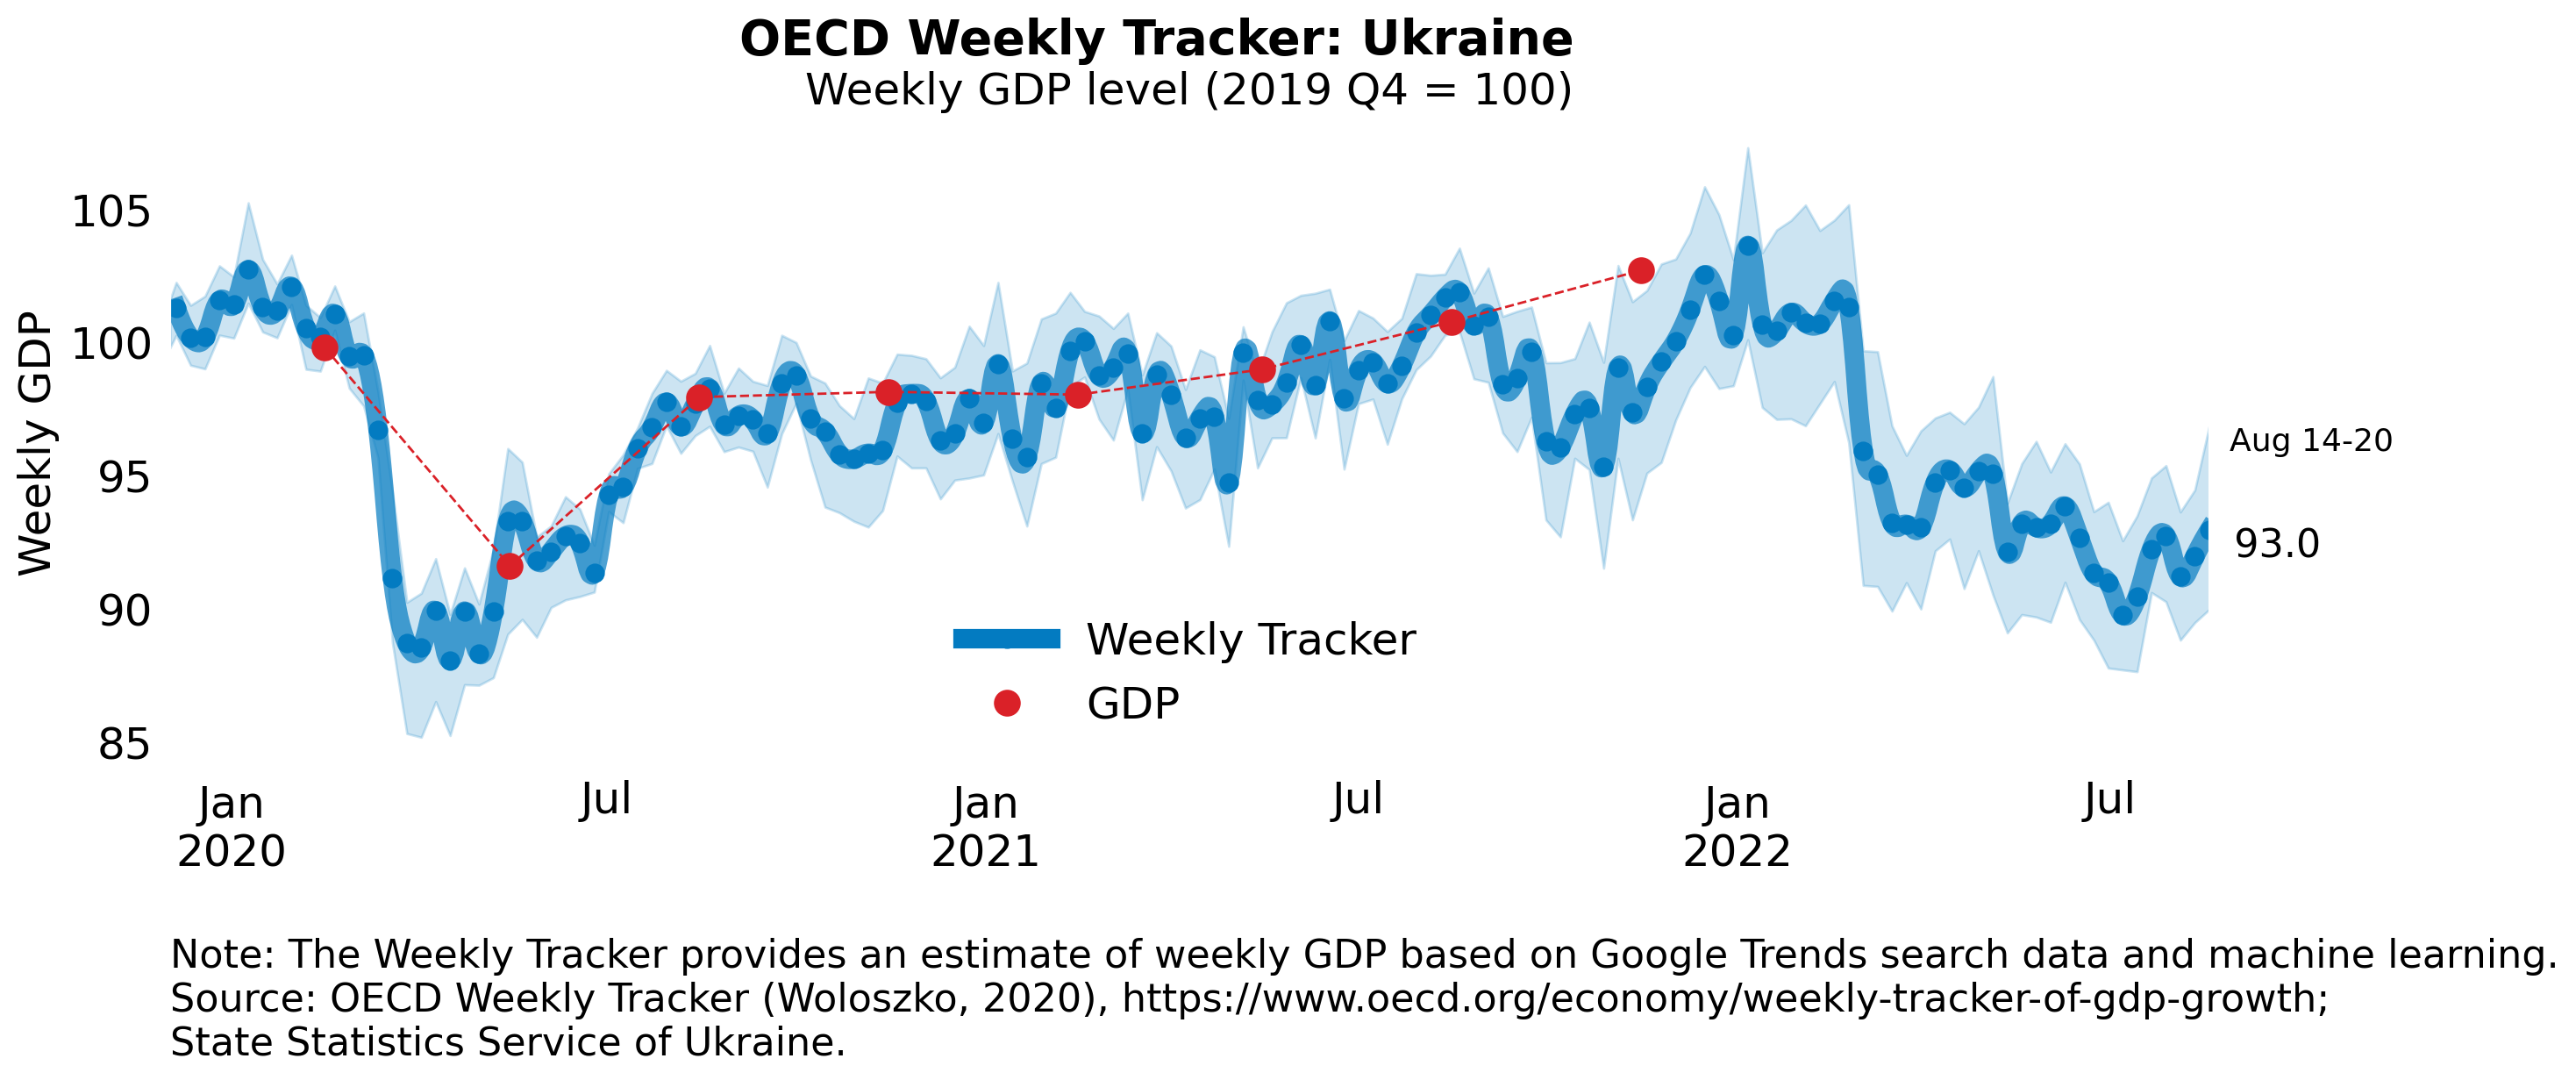 OECD Weekly Tracker: Ukraine
Weekly GDP level (2019 Q4 = 100)
Weekly GDP
105
100
95
90
85
Aug 14-20
93.0
Weekly Tracker
GDP
Jan
2020
Jul
Jan
2021
Jul
Jan
2022
Jul
Note: The Weekly Tracker provides an estimate of weekly GDP based on Google Trends search data and machine learning.
Source: OECD Weekly Tracker (Woloszko, 2020), https://www.oecd.org/economy/weekly-tracker-of-gdp-growth;
State Statistics Service of Ukraine.